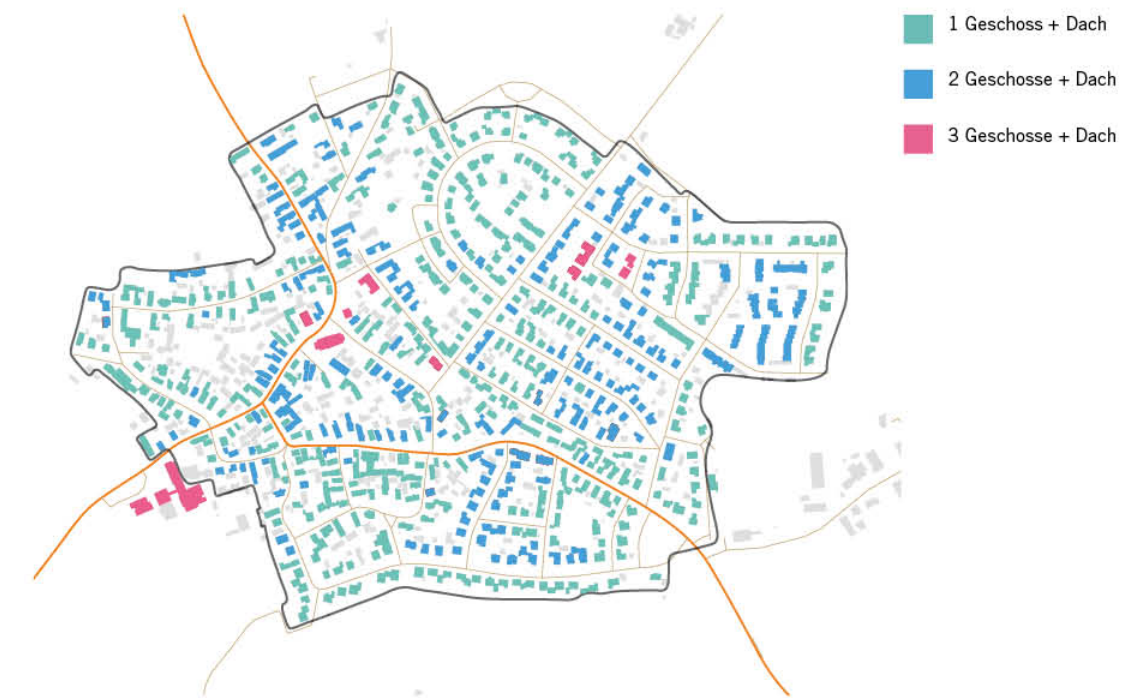 1 Geschoss + Dach
2 Geschosse + Dach
3 Geschosse + Dach